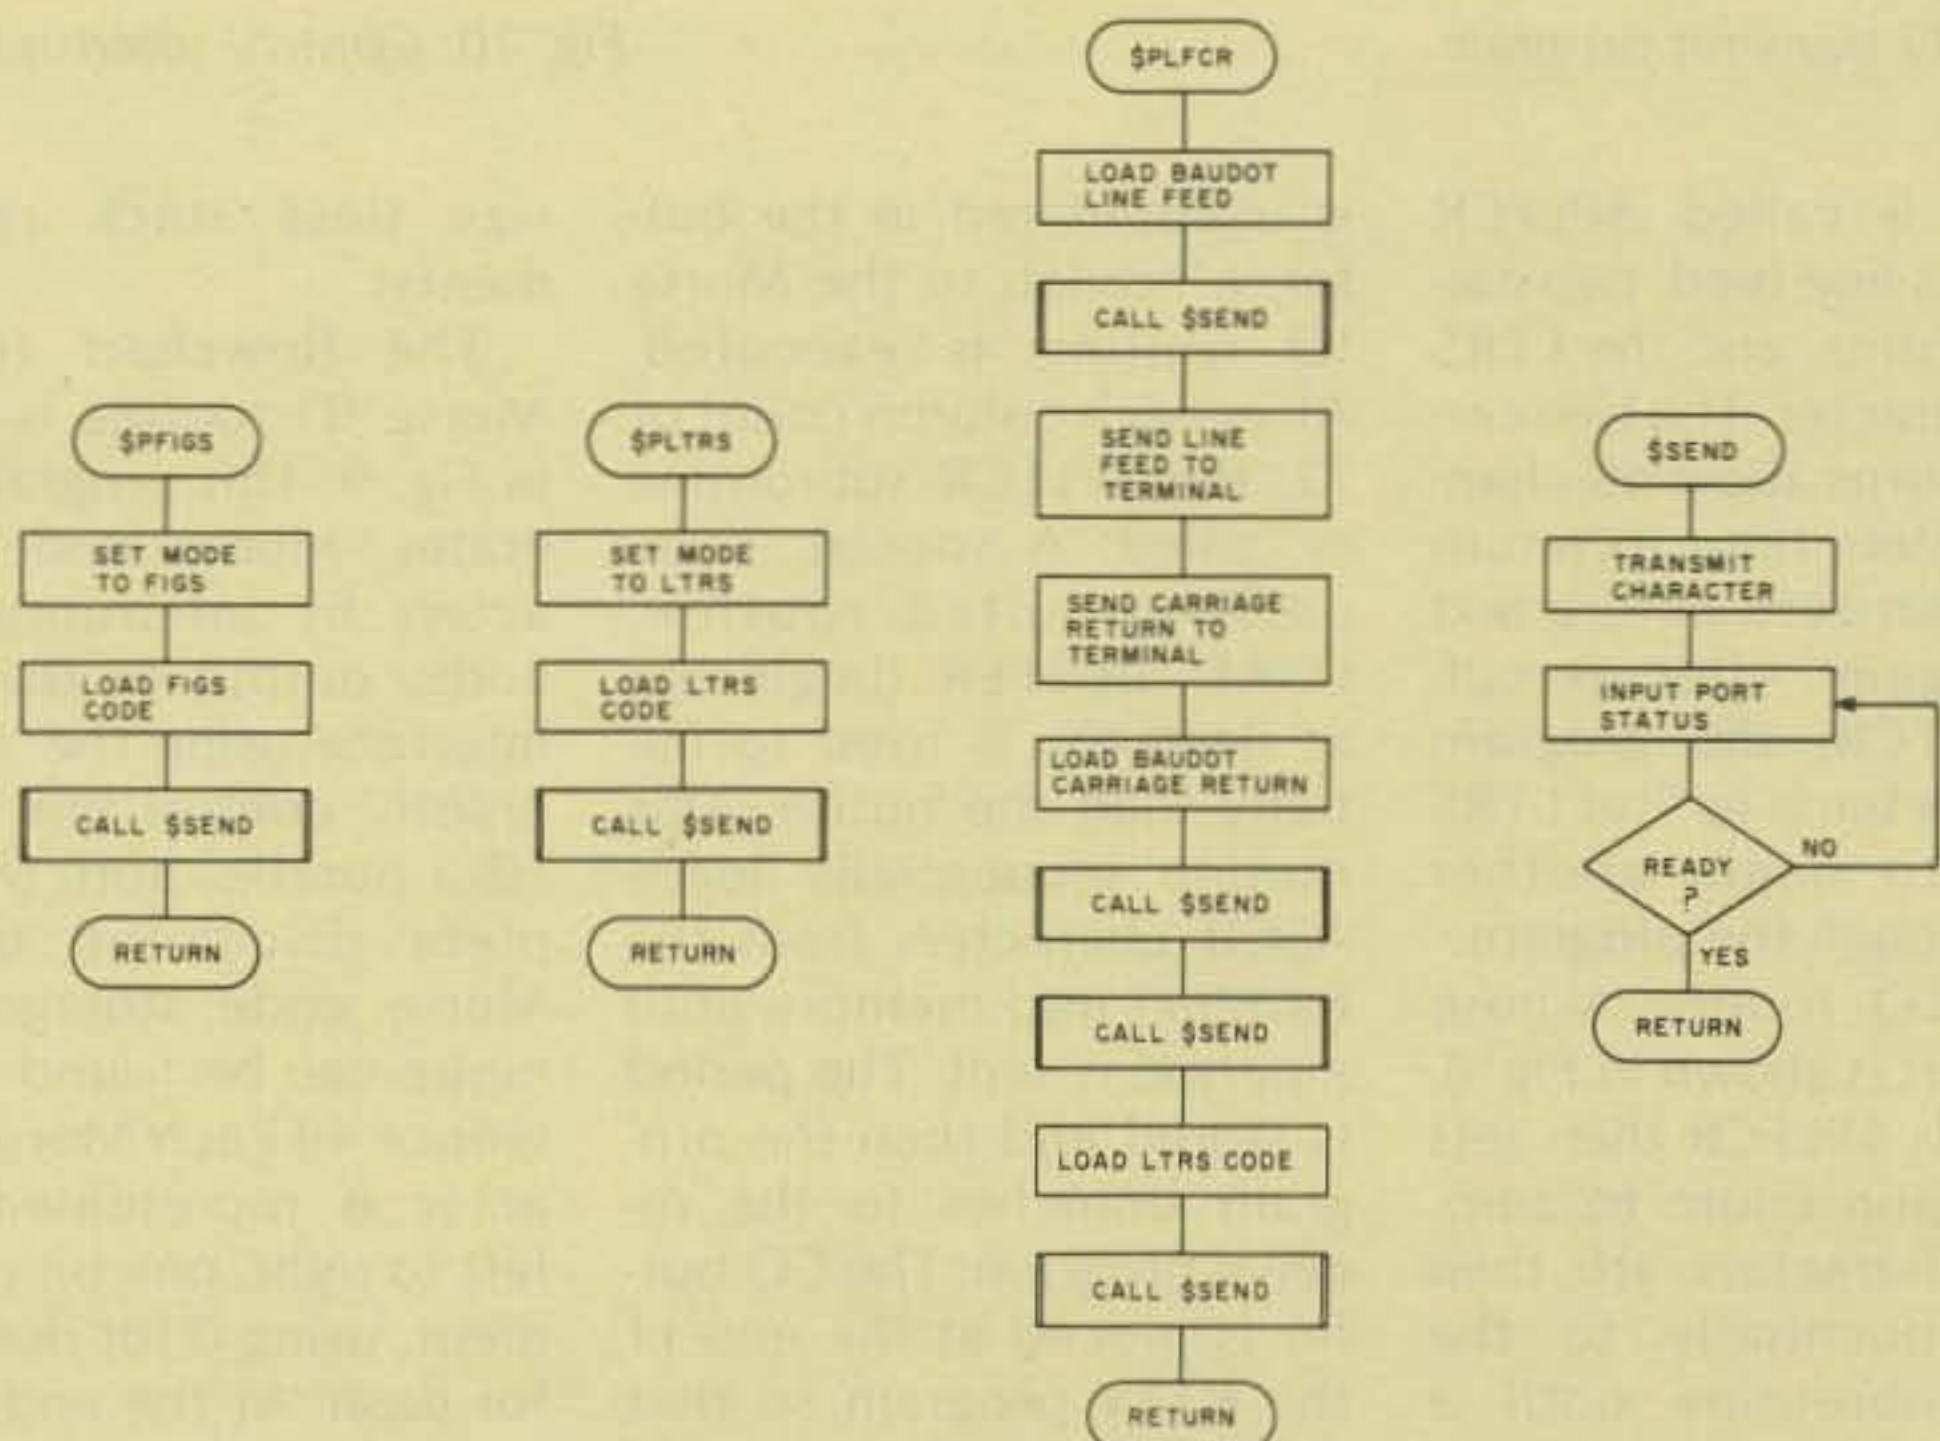 $PFIGS
SET MODE
TO FIGS
LOAD FIGS
CODE
CALL $SEND
RETURN
$PLTRS
SET MODE
TO LTRS
LOAD LTRS
CODE
CALL $SEND
RETURN
$PLFCR
LOAD BAUDOT
LINE FEED
CALL $SEND
SEND LINE
FEED TO
TERMINAL
SEND CARRIAGE
RETURN TO
TERMINAL
LOAD BAUDOT
CARRIAGE RETURN
CALL $SEND
CALL $SEND
LOAD LTRS CODE
CALL $SEND
RETURN
$SEND
TRANSMIT
CHARACTER
INPUT PORT
STATUS
READY
?
NO
YES
RETURN